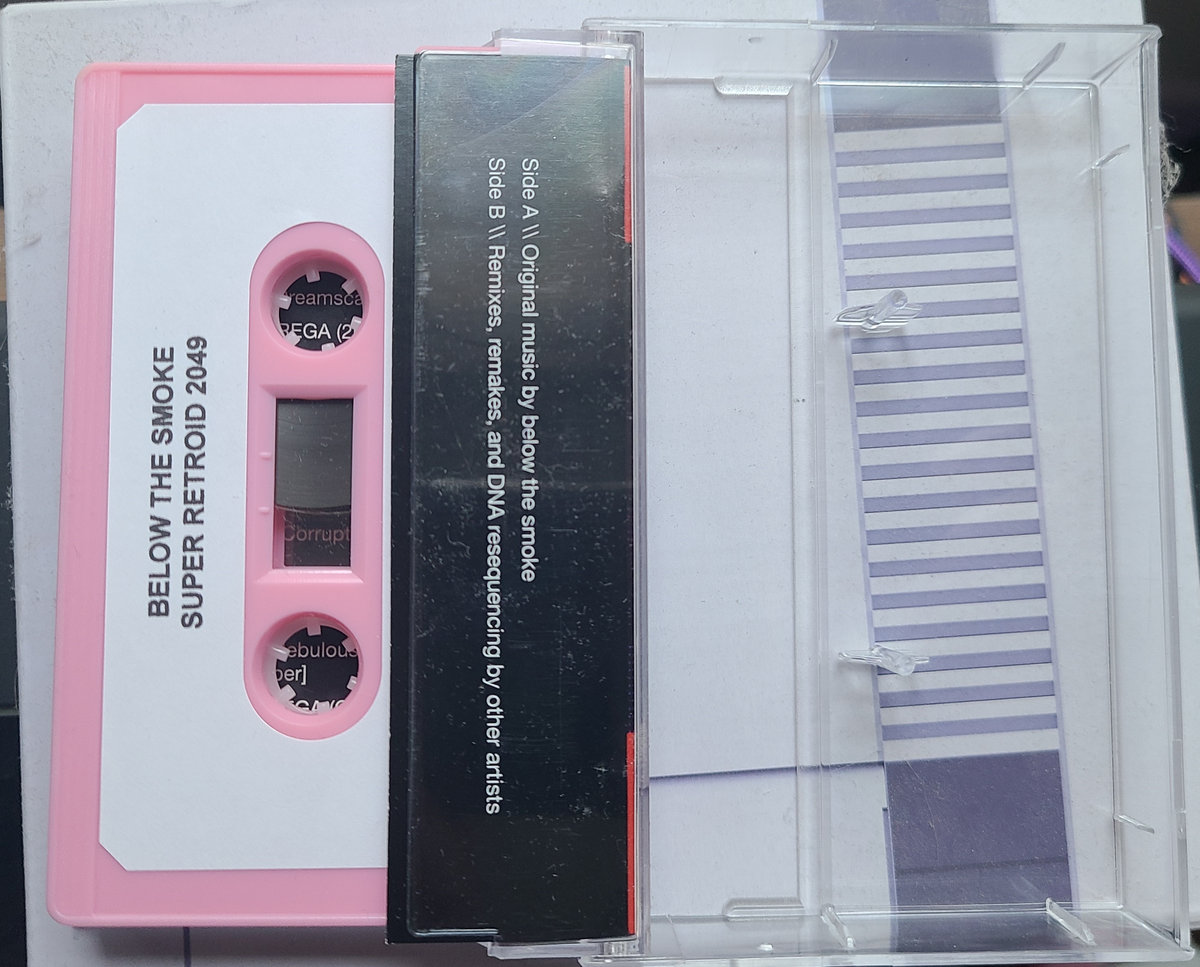 BELOW THE SMOKE
SUPER RETROID 2049
Side A \\ Original music by below the smoke
Side B \\ Remixes, remakes, and DNA resequencing by other artists